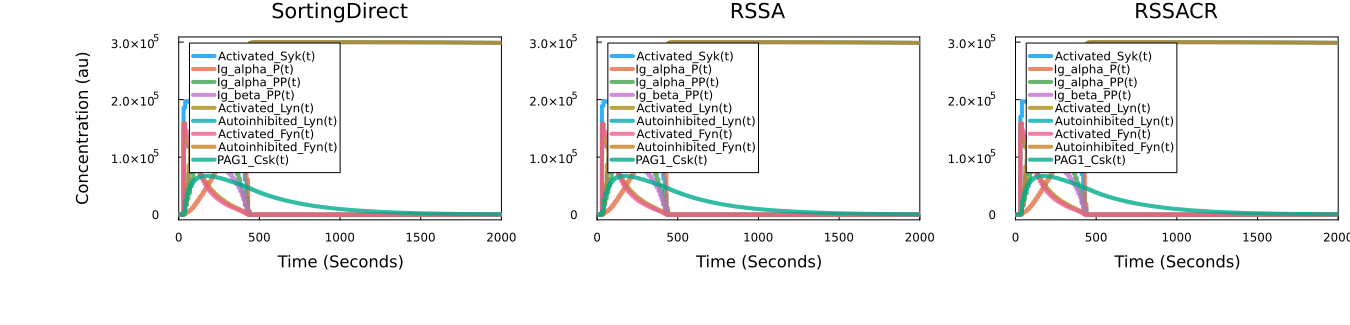 SortingDirect
Concentration (au)
3.0×10⁵
2.0×10⁵
1.0×10⁵
0
Activated_Syk(t)
Ig_alpha_P(t)
Ig_alpha_PP(t)
Ig_beta_PP(t)
Activated_Lyn(t)
Autoinhibited_Lyn(t)
Activated_Fyn(t)
Autoinhibited_Fyn(t)
PAG1_Csk(t)
0 500 1000 1500 2000
Time (Seconds)
RSSA
3.0×10⁵
2.0×10⁵
1.0×10⁵
0
Activated_Syk(t)
Ig_alpha_P(t)
Ig_alpha_PP(t)
Ig_beta_PP(t)
Activated_Lyn(t)
Autoinhibited_Lyn(t)
Activated_Fyn(t)
Autoinhibited_Fyn(t)
PAG1_Csk(t)
0 500 1000 1500 2000
Time (Seconds)
RSSACR
3.0×10⁵
2.0×10⁵
1.0×10⁵
0
Activated_Syk(t)
Ig_alpha_P(t)
Ig_alpha_PP(t)
Ig_beta_PP(t)
Activated_Lyn(t)
Autoinhibited_Lyn(t)
Activated_Fyn(t)
Autoinhibited_Fyn(t)
PAG1_Csk(t)
0 500 1000 1500 2000
Time (Seconds)